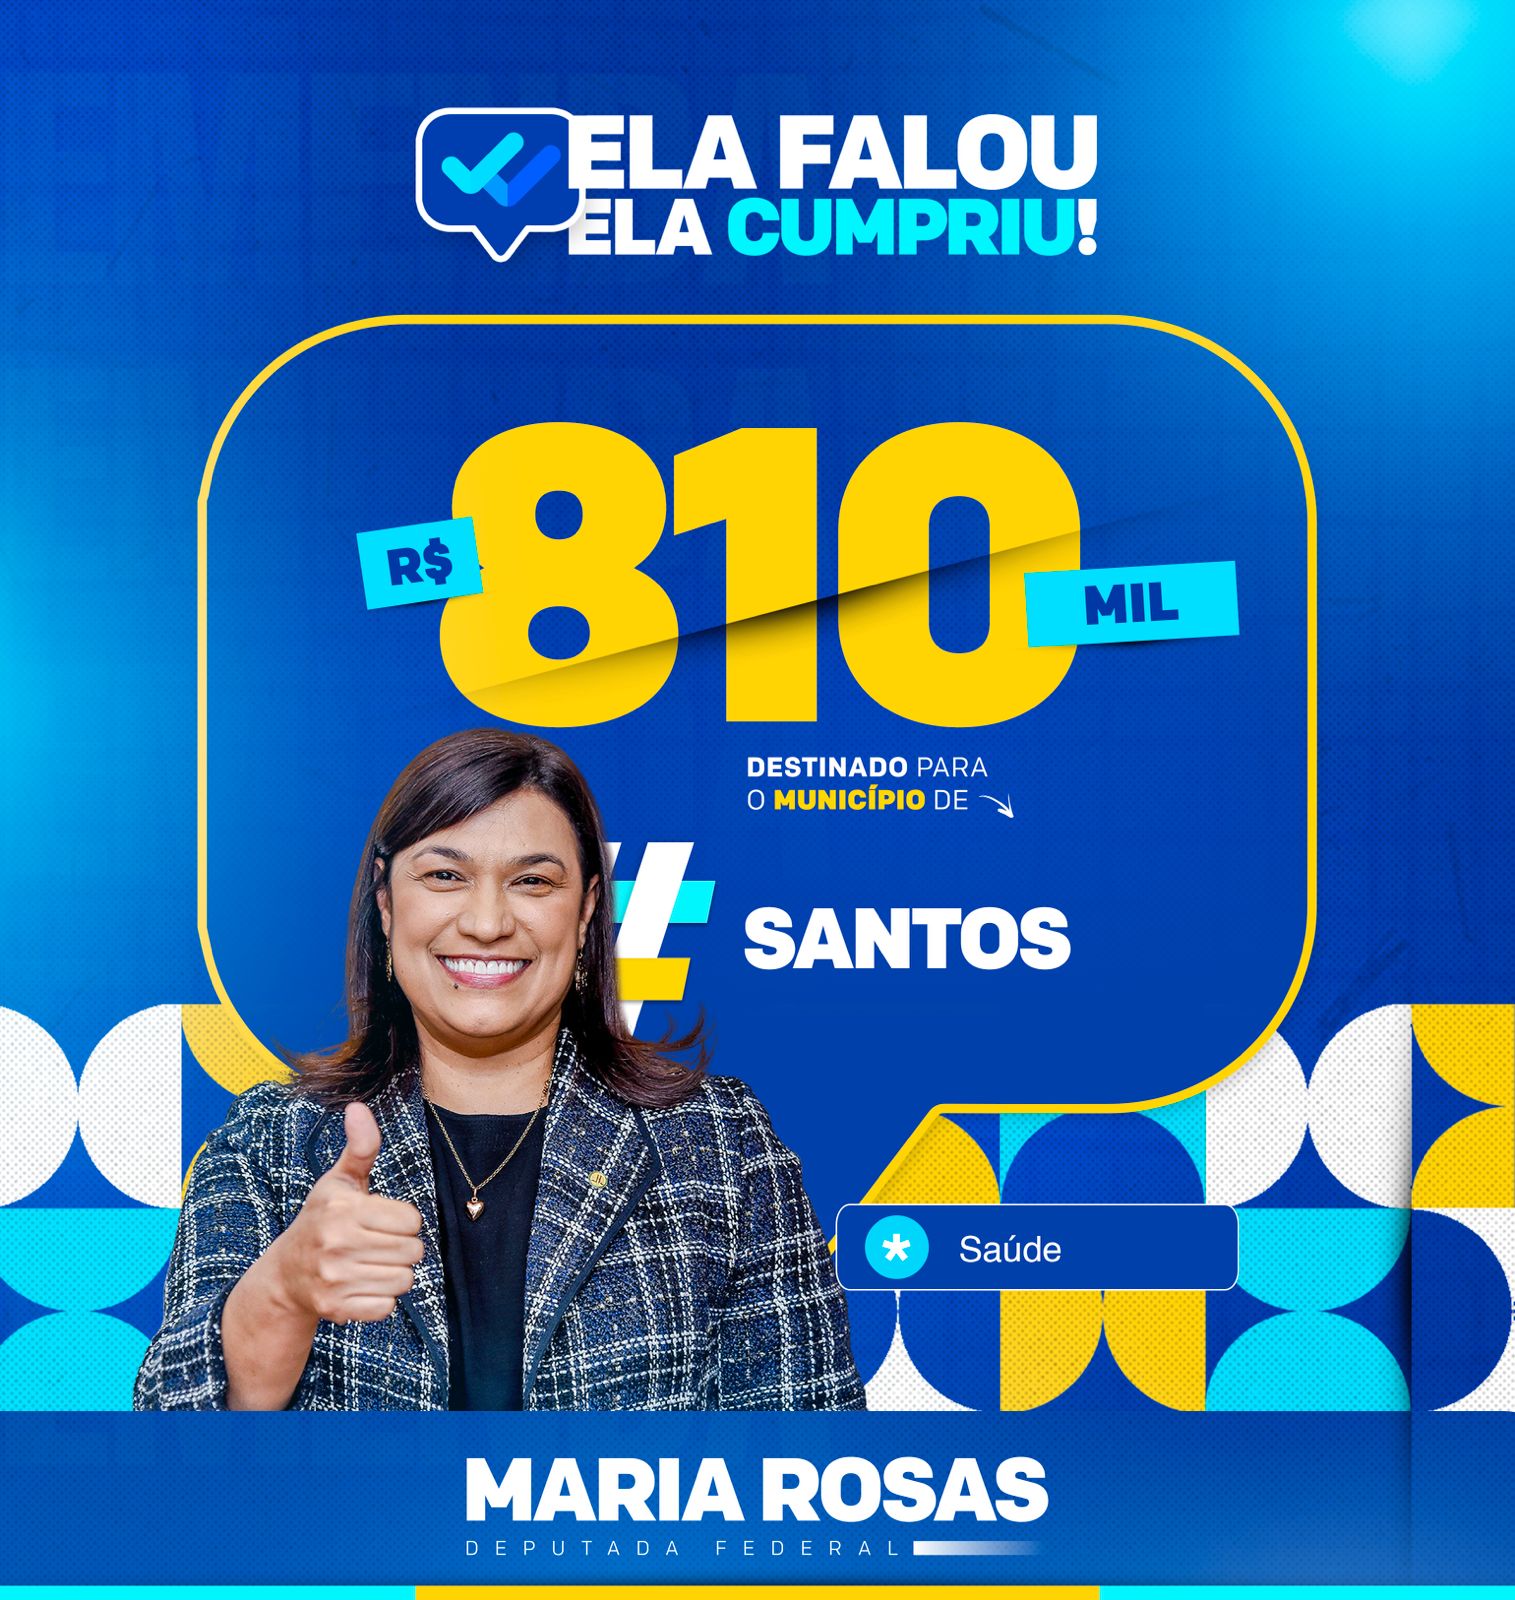 ELA FALOU
ELA CUMPRIU!
R$ 810 MIL
DESTINADO PARA
O MUNICÍPIO DE
# SANTOS
* Saúde
MARIA ROSAS
DEPUTADA FEDERAL